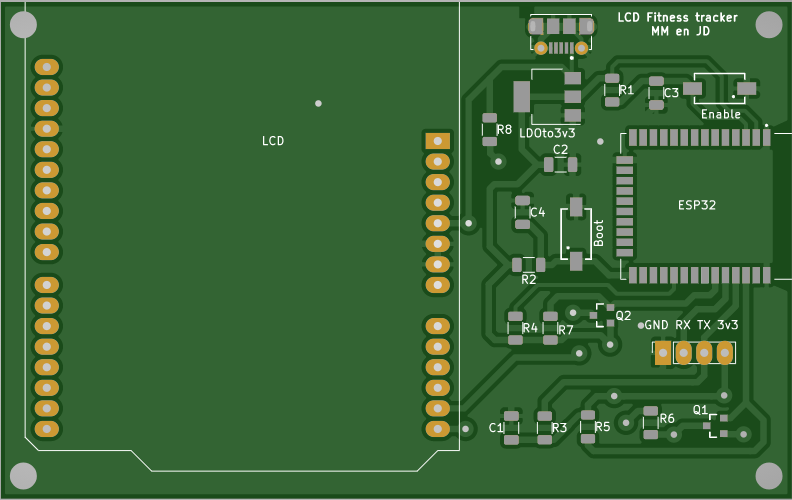 LCD Fitness tracker
MM en JD
R1
C3
Enable
R8
LDOto3v3
LCD
C2
ESP32
C4
Boot
R2
Q2
R4
R7
GND RX TX 3v3
Q1
C1
R3
R5
R6